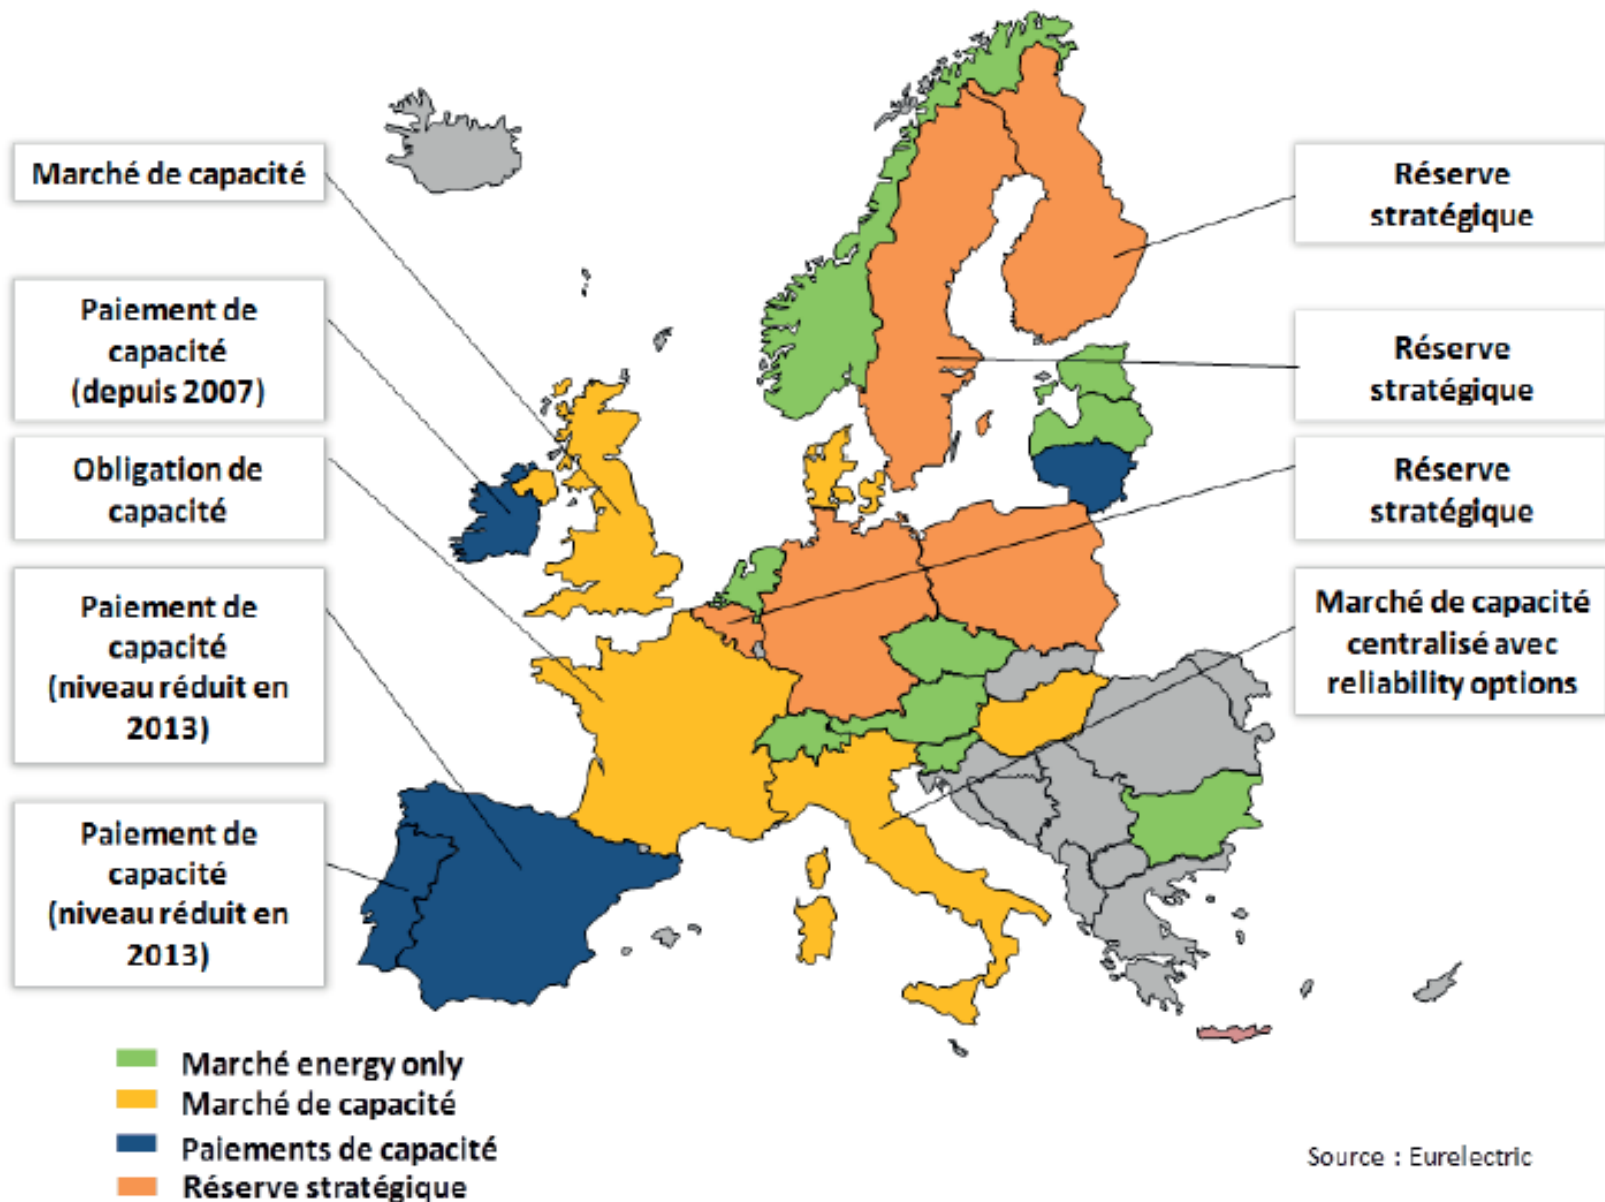 Marché de capacité
Paiement de
capacité
(depuis 2007)
Obligation de
capacité
Paiement de
capacité
(niveau réduit en
2013)
Paiement de
capacité
(niveau réduit en
2013)
Réserve
stratégique
Réserve
stratégique
Réserve
stratégique
Marché de capacité
centralisé avec
reliability options
Marché energy only
Marché de capacité
Paiements de capacité
Réserve stratégique
Source : Eurelectric